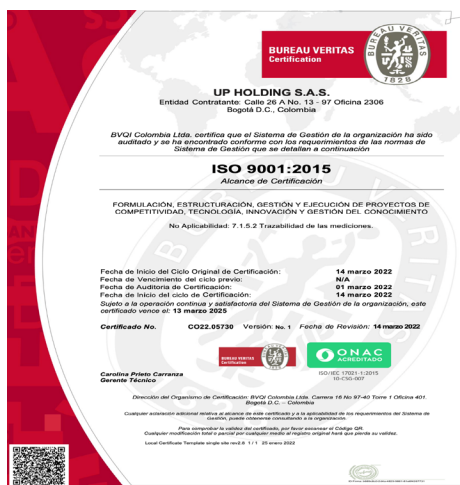 BUREAU VERITAS
Certification
BUREAU VERITAS
1828
UP HOLDING S.A.S.
Entidad Contratante: Calle 26 A No. 13 - 97 Oficina 2306
Bogotá D.C., Colombia
BVQI Colombia Ltda. certifica que el Sistema de Gestión de la organización ha sido
auditado y se ha encontrado conforme con los requerimientos de las normas de
Sistema de Gestión que se detallan a continuación
ISO 9001:2015
Alcance de Certificación
FORMULACIÓN, ESTRUCTURACIÓN, GESTIÓN Y EJECUCIÓN DE PROYECTOS DE
COMPETITIVIDAD, TECNOLOGÍA, INNOVACIÓN Y GESTIÓN DEL CONOCIMIENTO
No Aplicabilidad: 7.1.5.2 Trazabilidad de las mediciones.
Fecha de Inicio del Ciclo Original de Certificación: 14 marzo 2022
Fecha de Vencimiento del ciclo previo: N/A
Fecha de Auditoria de Certificación: 01 marzo 2022
Fecha de Inicio del ciclo de Certificación: 14 marzo 2022
Sujeto a la operación continua y satisfactoria del Sistema de Gestión de la organización, este
certificado vence el: 13 marzo 2025
Certificado No. CO22.05730 Versión: No. 1 Fecha de Revisión: 14 marzo 2022
BUREAU VERITAS
Certification
ONAC
ACREDITADO
ISO/IEC 17021-1:2015
10-CSG-007
Carolina Prieto Carranza
Gerente Técnico
Dirección del Organismo de Certificación: BVQI Colombia Ltda. Carrera 16 No 97-40 Torre 1 Oficina 401.
Bogotá D.C. – Colombia
Cualquier aclaración adicional relativa al alcance de este certificado y a la aplicabilidad de los requerimientos del Sistema de
Gestión, puede obtenerse consultando a la organización.
Para comprobar la validez del certificado, por favor escanear el Código QR.
Cualquier modificación total o parcial por cualquier medio al registro original hará que pierda su validez.
Local Certificate Template single site rev2.6 1 / 1 25 enero 2022